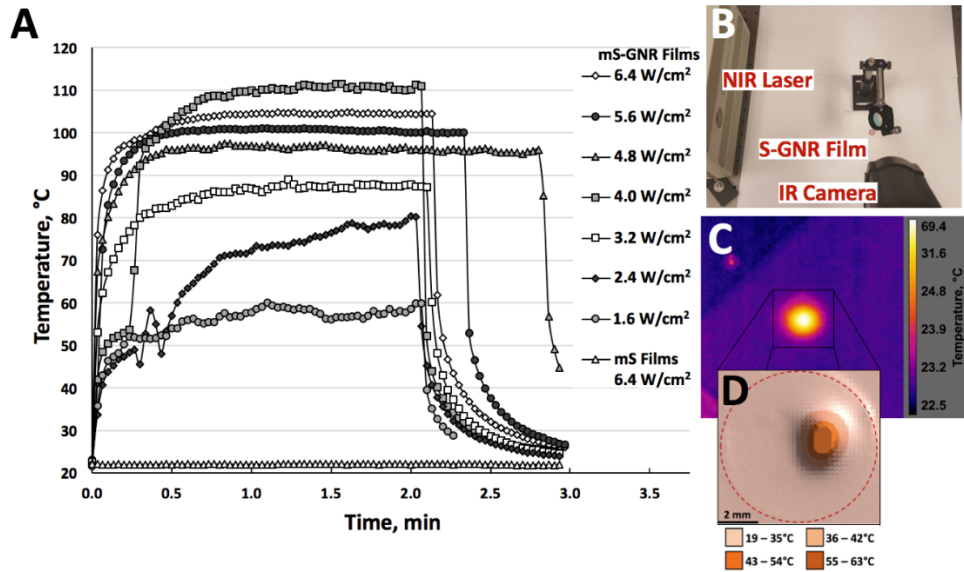 A
120
110
100
90
80
70
60
50
40
30
20
Temperature, °C
0.0 0.5 1.0 1.5 2.0 2.5 3.0 3.5
Time, min
mS-GNR Films
6.4 W/cm²
5.6 W/cm²
4.8 W/cm²
4.0 W/cm²
3.2 W/cm²
2.4 W/cm²
1.6 W/cm²
mS Films
6.4 W/cm²
B
NIR Laser
S-GNR Film
IR Camera
C
69.4
31.6
24.8
23.9
23.2
22.5
Temperature, °C
D
2 mm
19 – 35°C
36 – 42°C
43 – 54°C
55 – 63°C